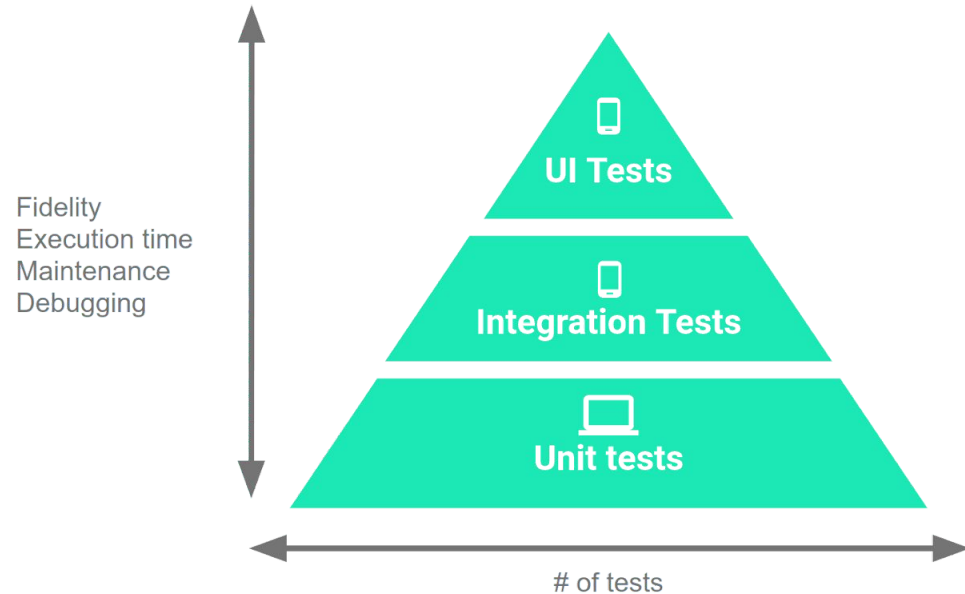 Fidelity
Execution time
Maintenance
Debugging
UI Tests
Integration Tests
Unit tests
# of tests